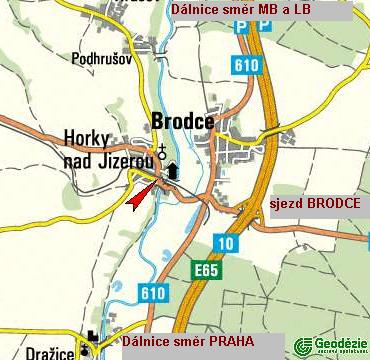 Dálnice směr MB a LB
P P
Podhrušov
610
Brodce
Horky
nad Jizerou
sjezd BRODCE
10
E65
610
Dálnice směr PRAHA
Dražice
Geodézie